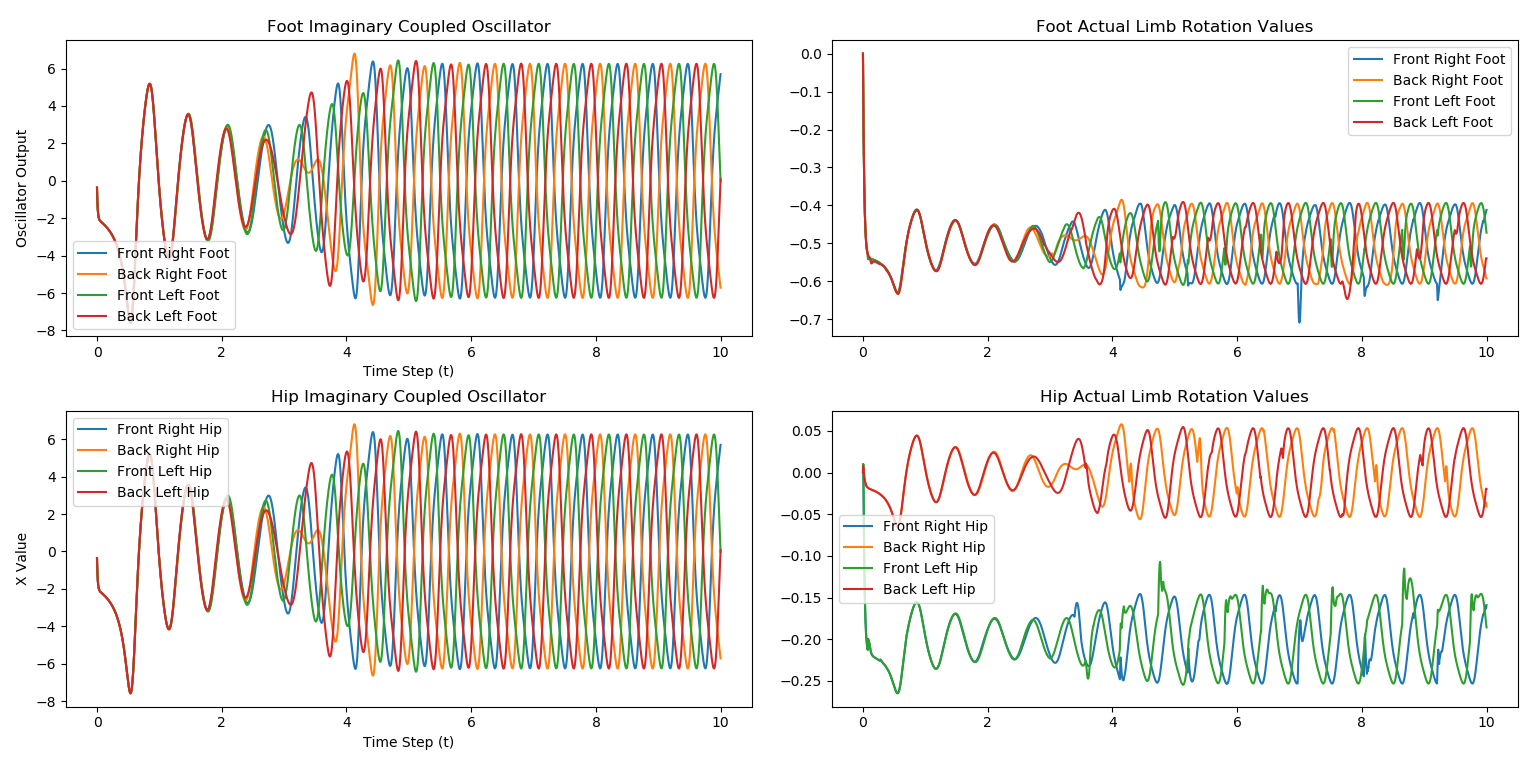 Foot Imaginary Coupled Oscillator
6
4
2
0
−2
−4
−6
−8
Oscillator Output
Front Right Foot
Back Right Foot
Front Left Foot
Back Left Foot
0 2 4 6 8 10
Time Step (t)
Foot Actual Limb Rotation Values
0.0
−0.1
−0.2
−0.3
−0.4
−0.5
−0.6
−0.7
Front Right Foot
Back Right Foot
Front Left Foot
Back Left Foot
0 2 4 6 8 10
Hip Imaginary Coupled Oscillator
6
4
2
0
−2
−4
−6
−8
X Value
Front Right Hip
Back Right Hip
Front Left Hip
Back Left Hip
0 2 4 6 8 10
Time Step (t)
Hip Actual Limb Rotation Values
0.05
0.00
−0.05
−0.10
−0.15
−0.20
−0.25
Front Right Hip
Back Right Hip
Front Left Hip
Back Left Hip
0 2 4 6 8 10